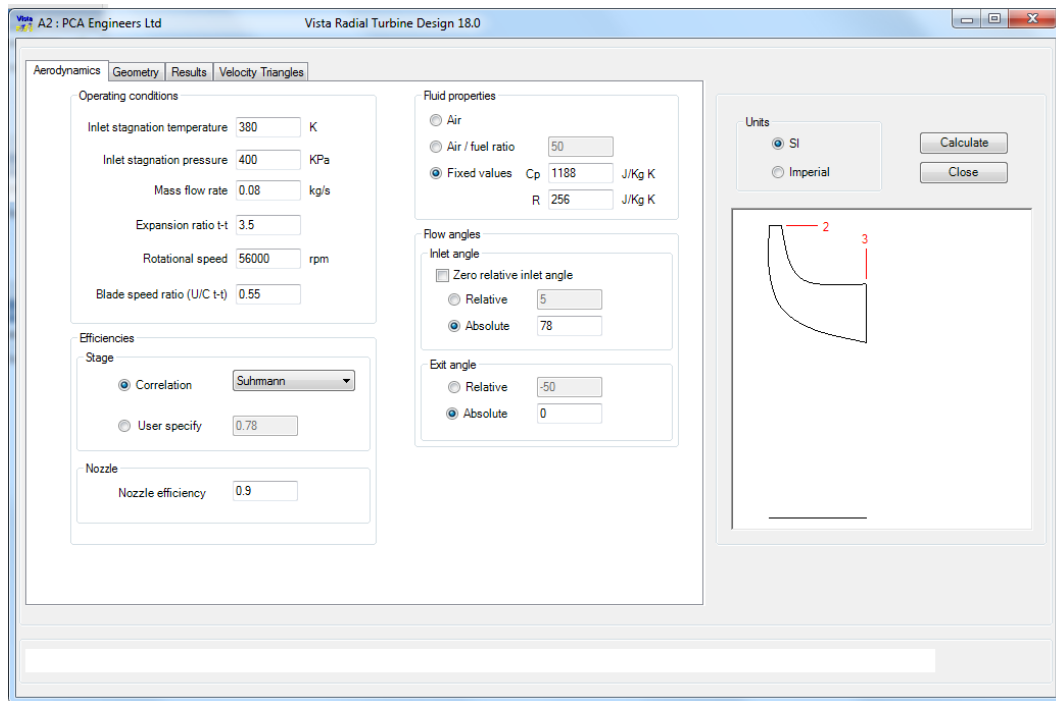 Vista A2 : PCA Engineers Ltd Vista Radial Turbine Design 18.0
Aerodynamics Geometry Results Velocity Triangles
Operating conditions
Inlet stagnation temperature 380 K
Inlet stagnation pressure 400 KPa
Mass flow rate 0.08 kg/s
Expansion ratio t-t 3.5
Rotational speed 56000 rpm
Blade speed ratio (U/C t-t) 0.55
Efficiencies
Stage
Correlation Suhmann
User specify 0.78
Nozzle
Nozzle efficiency 0.9
Fluid properties
Air
Air / fuel ratio 50
Fixed values Cp 1188 J/Kg K
R 256 J/Kg K
Flow angles
Inlet angle
Zero relative inlet angle
Relative 5
Absolute 78
Exit angle
Relative -50
Absolute 0
Units
SI
Imperial
Calculate
Close
2
3